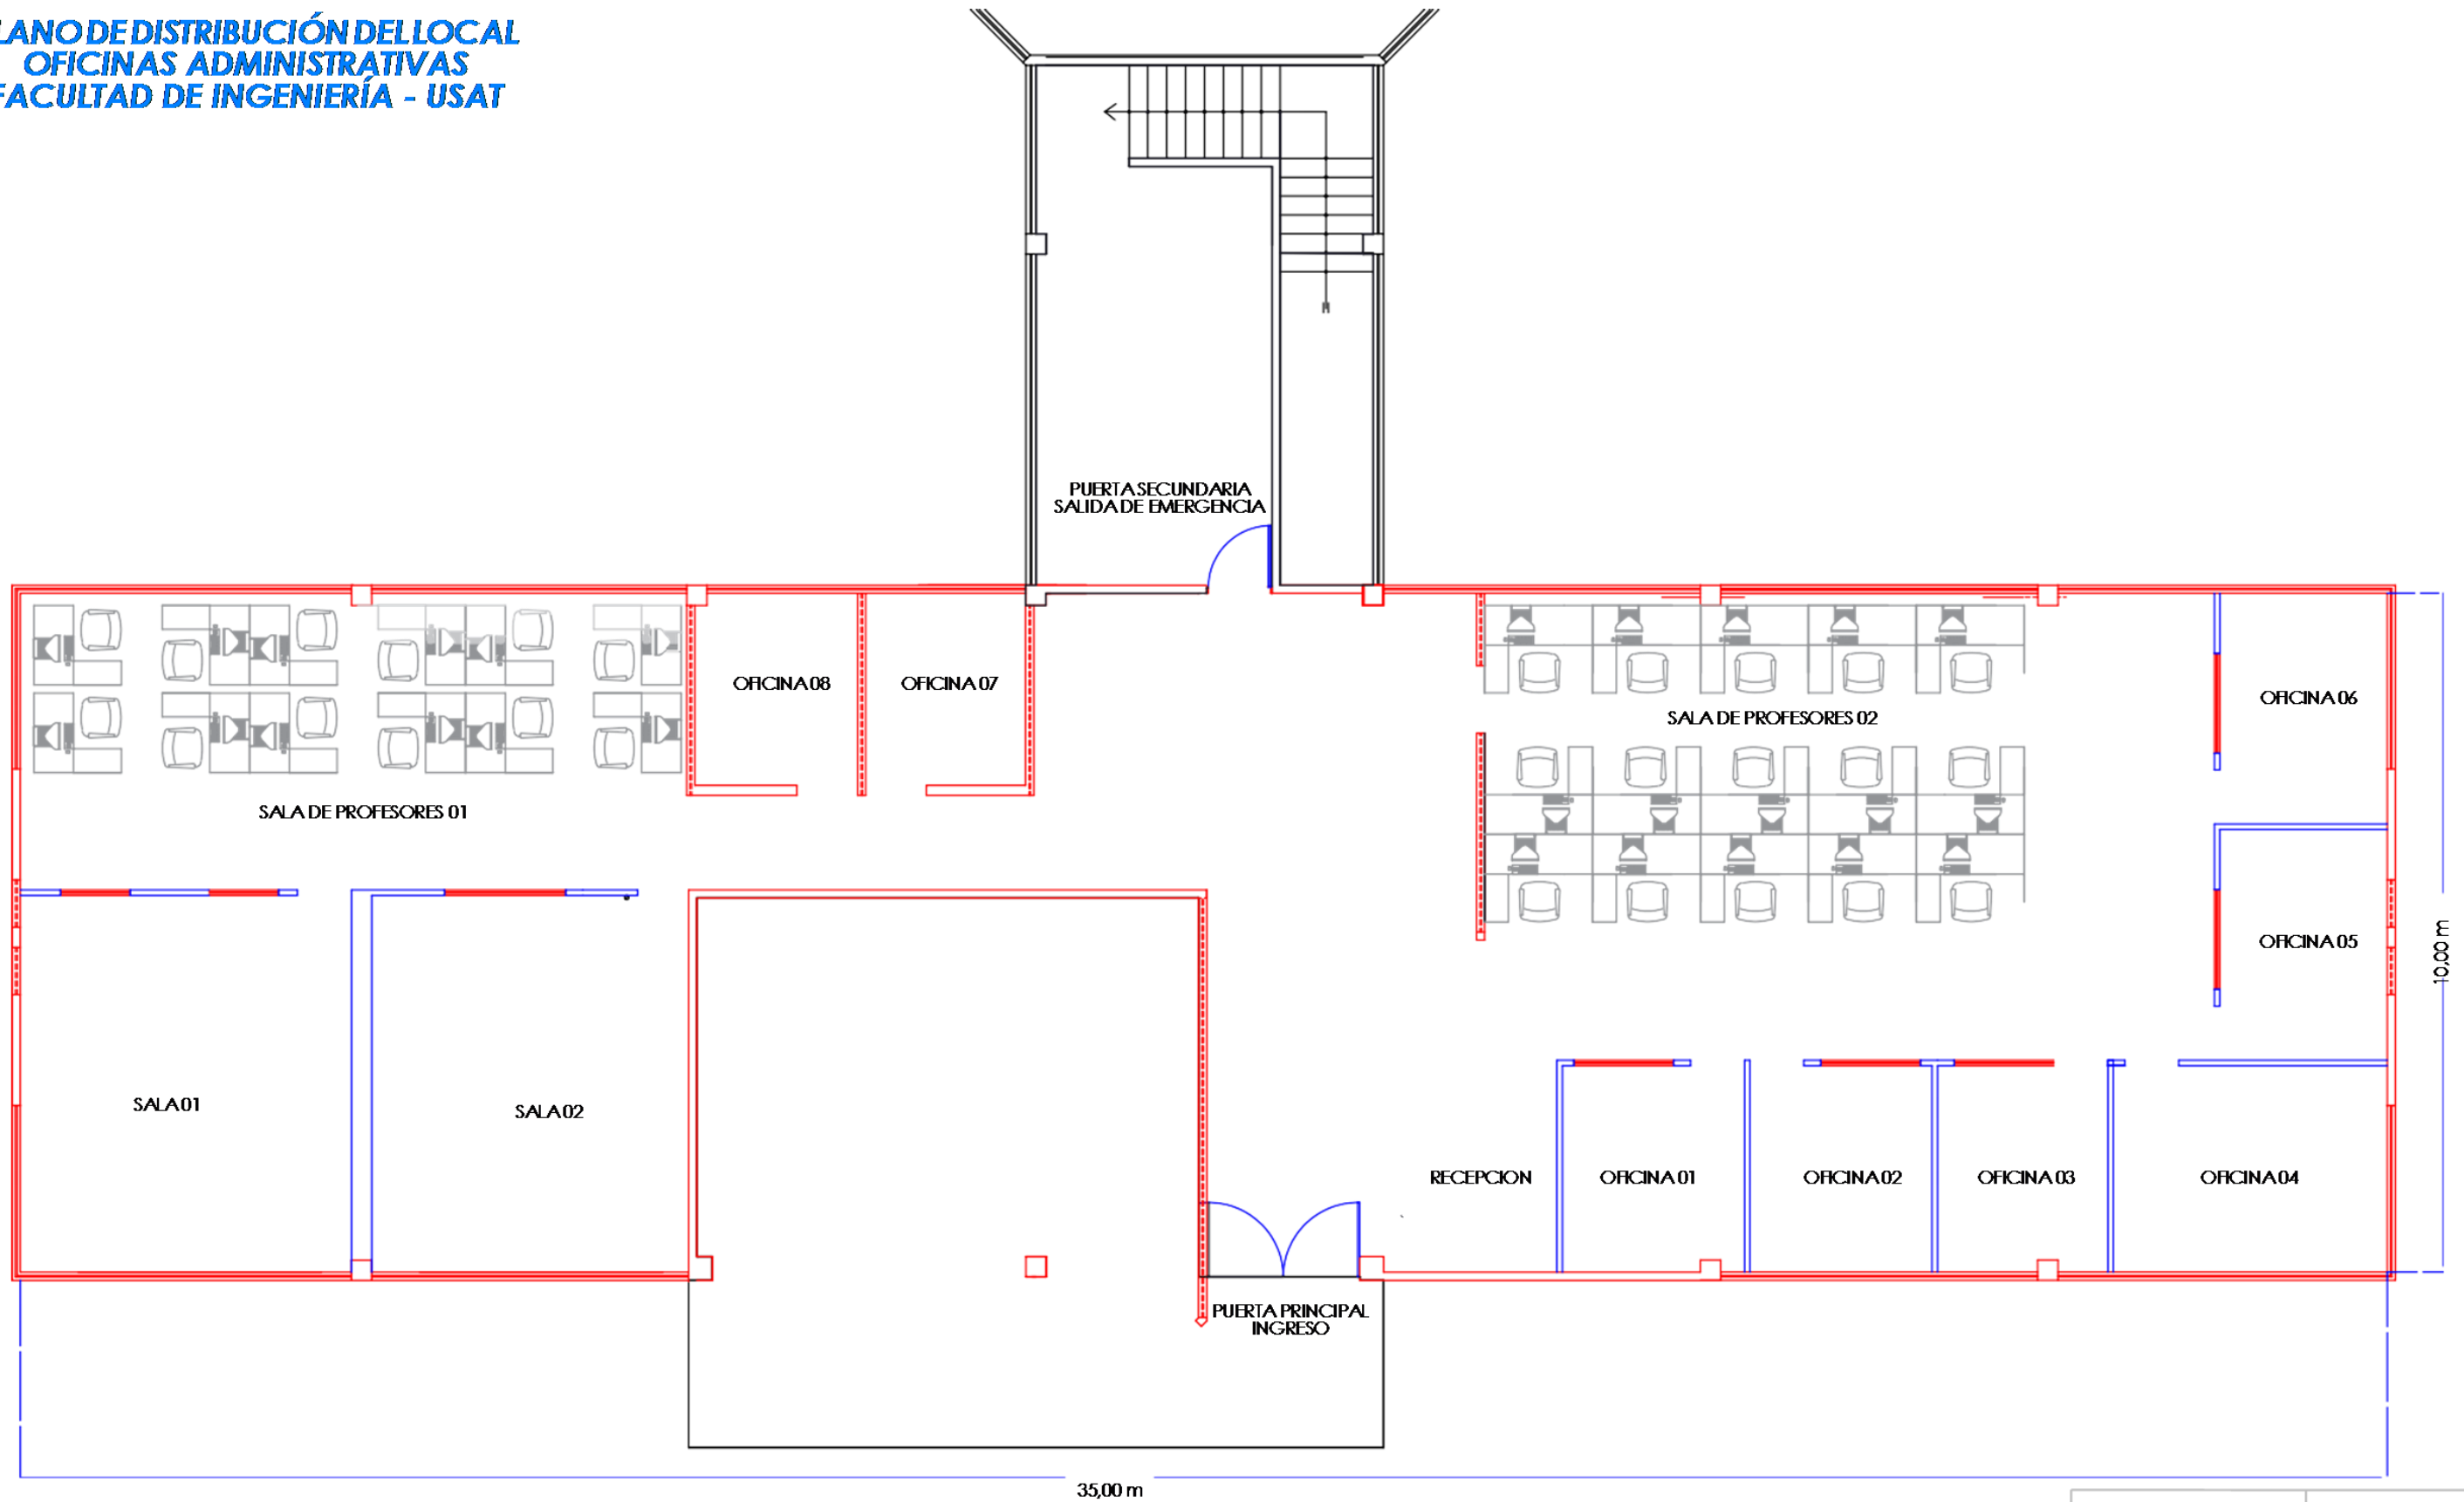 LANO DE DISTRIBUCIÓN DEL LOCAL
OFICINAS ADMINISTRATIVAS
FACULTAD DE INGENIERÍA - USAT
PUERTA SECUNDARIA
SALIDA DE EMERGENCIA
OFICINA 08
OFICINA 07
SALA DE PROFESORES 02
OFICINA 06
SALA DE PROFESORES 01
OFICINA 05
10,00 m
SALA 01
SALA 02
RECEPCION
OFICINA 01
OFICINA 02
OFICINA 03
OFICINA 04
PUERTA PRINCIPAL
INGRESO
35,00 m